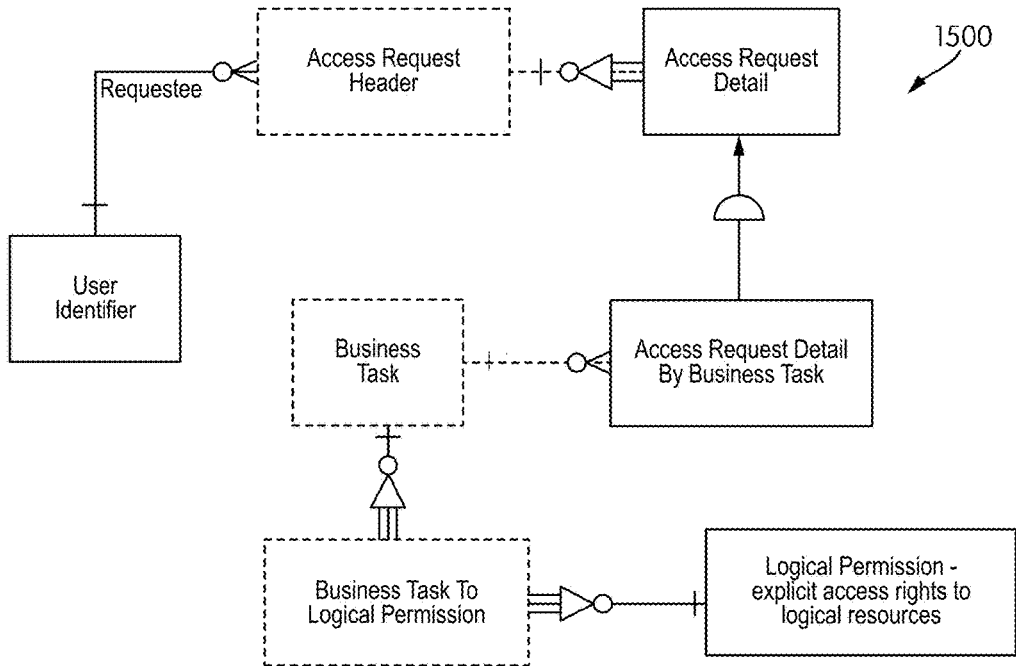 Access Request
Header
Access Request
Detail
1500
Requestee
User
Identifier
Business
Task
Access Request Detail
By Business Task
Business Task To
Logical Permission
Logical Permission -
explicit access rights to
logical resources